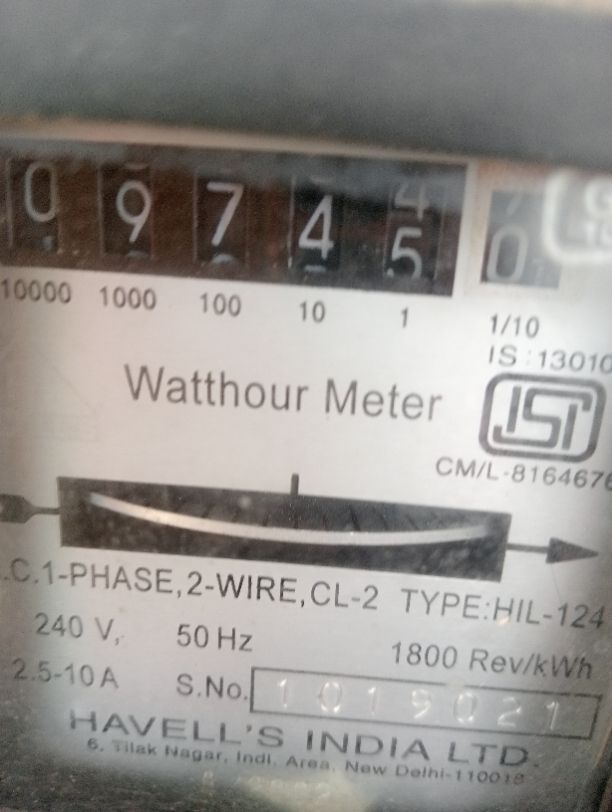 0 9 7 4 5 0
10000 1000 100 10 1 1/10
IS:13010
Watthour Meter
ISI
CM/L-8164676
.C.1-PHASE,2-WIRE,CL-2 TYPE:HIL-124
240 V, 50 Hz 1800 Rev/kWh
2.5-10A S.No. 1019021
HAVELL'S INDIA LTD.
6, Tilak Nagar, Indl. Area, New Delhi-110018